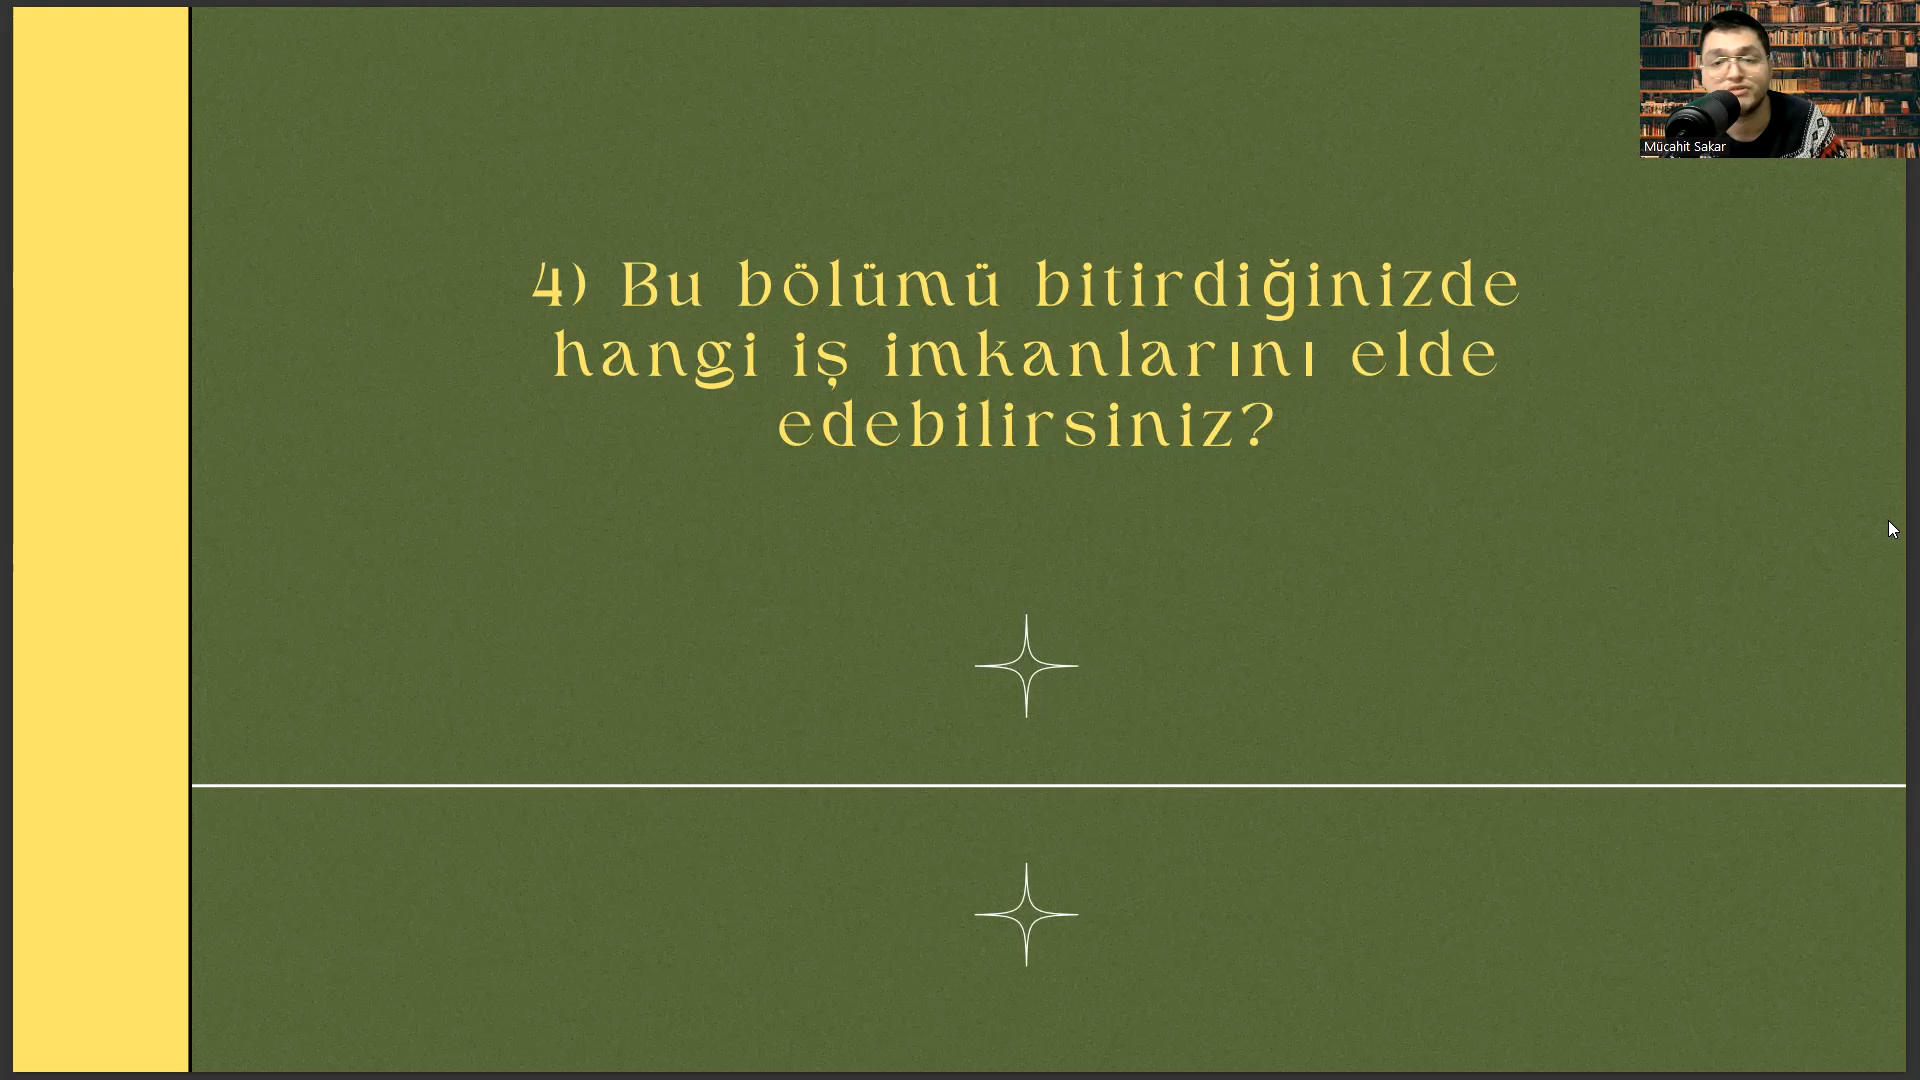 Mücahit Sakar
4) Bu bölümü bitirdiğinizde
hangi iş imkanlarını elde
edebilirsiniz?